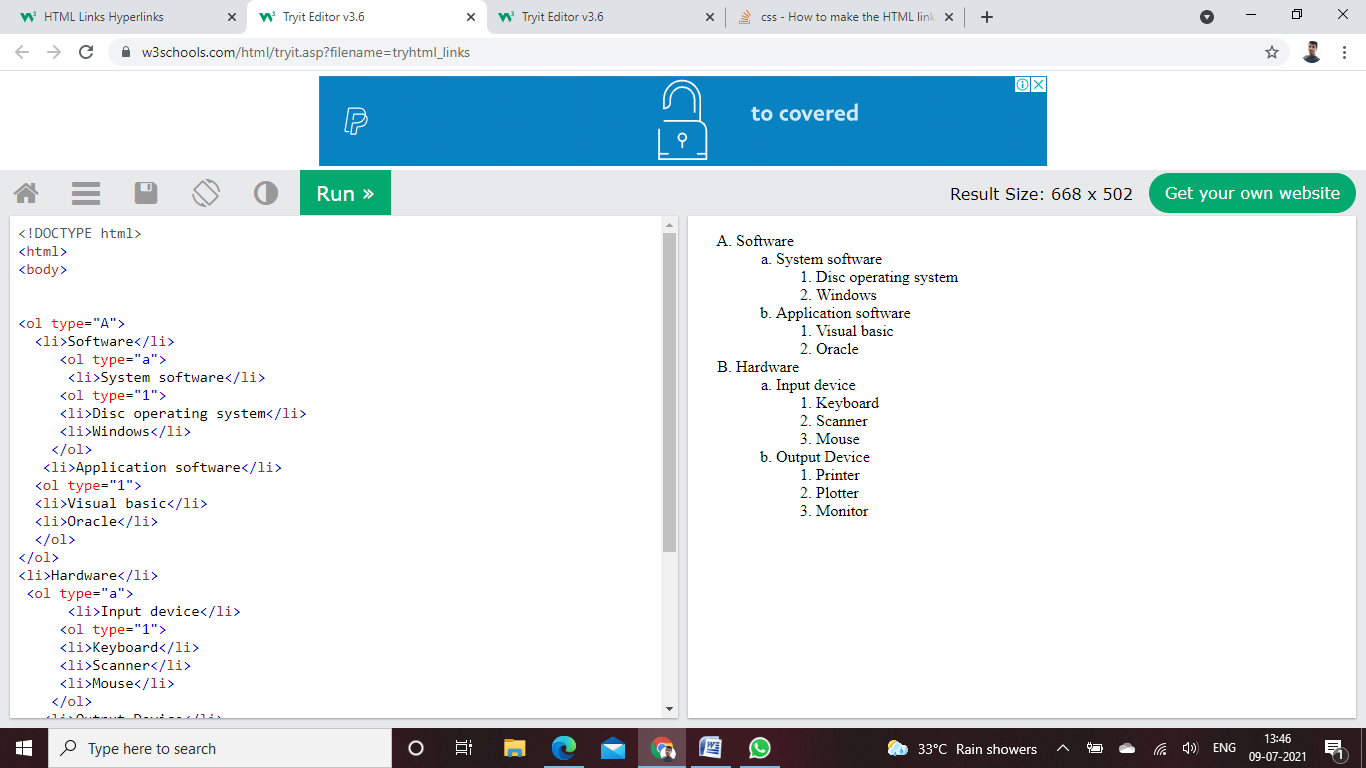 HTML Links Hyperlinks
Tryit Editor v3.6
Tryit Editor v3.6
css - How to make the HTML link
w3schools.com/html/tryit.asp?filename=tryhtml_links
to covered
Run »
Result Size: 668 x 502
Get your own website
<!DOCTYPE html>
<html>
<body>
<ol type="A">
<li>Software</li>
<ol type="a">
<li>System software</li>
<ol type="1">
<li>Disc operating system</li>
<li>Windows</li>
</ol>
<li>Application software</li>
<ol type="1">
<li>Visual basic</li>
<li>Oracle</li>
</ol>
</ol>
<li>Hardware</li>
<ol type="a">
<li>Input device</li>
<ol type="1">
<li>Keyboard</li>
<li>Scanner</li>
<li>Mouse</li>
</ol>
<li>Output Device</li>
A. Software
a. System software
1. Disc operating system
2. Windows
b. Application software
1. Visual basic
2. Oracle
B. Hardware
a. Input device
1. Keyboard
2. Scanner
3. Mouse
b. Output Device
1. Printer
2. Plotter
3. Monitor
Type here to search
33°C Rain showers
ENG
13:46
09-07-2021
1